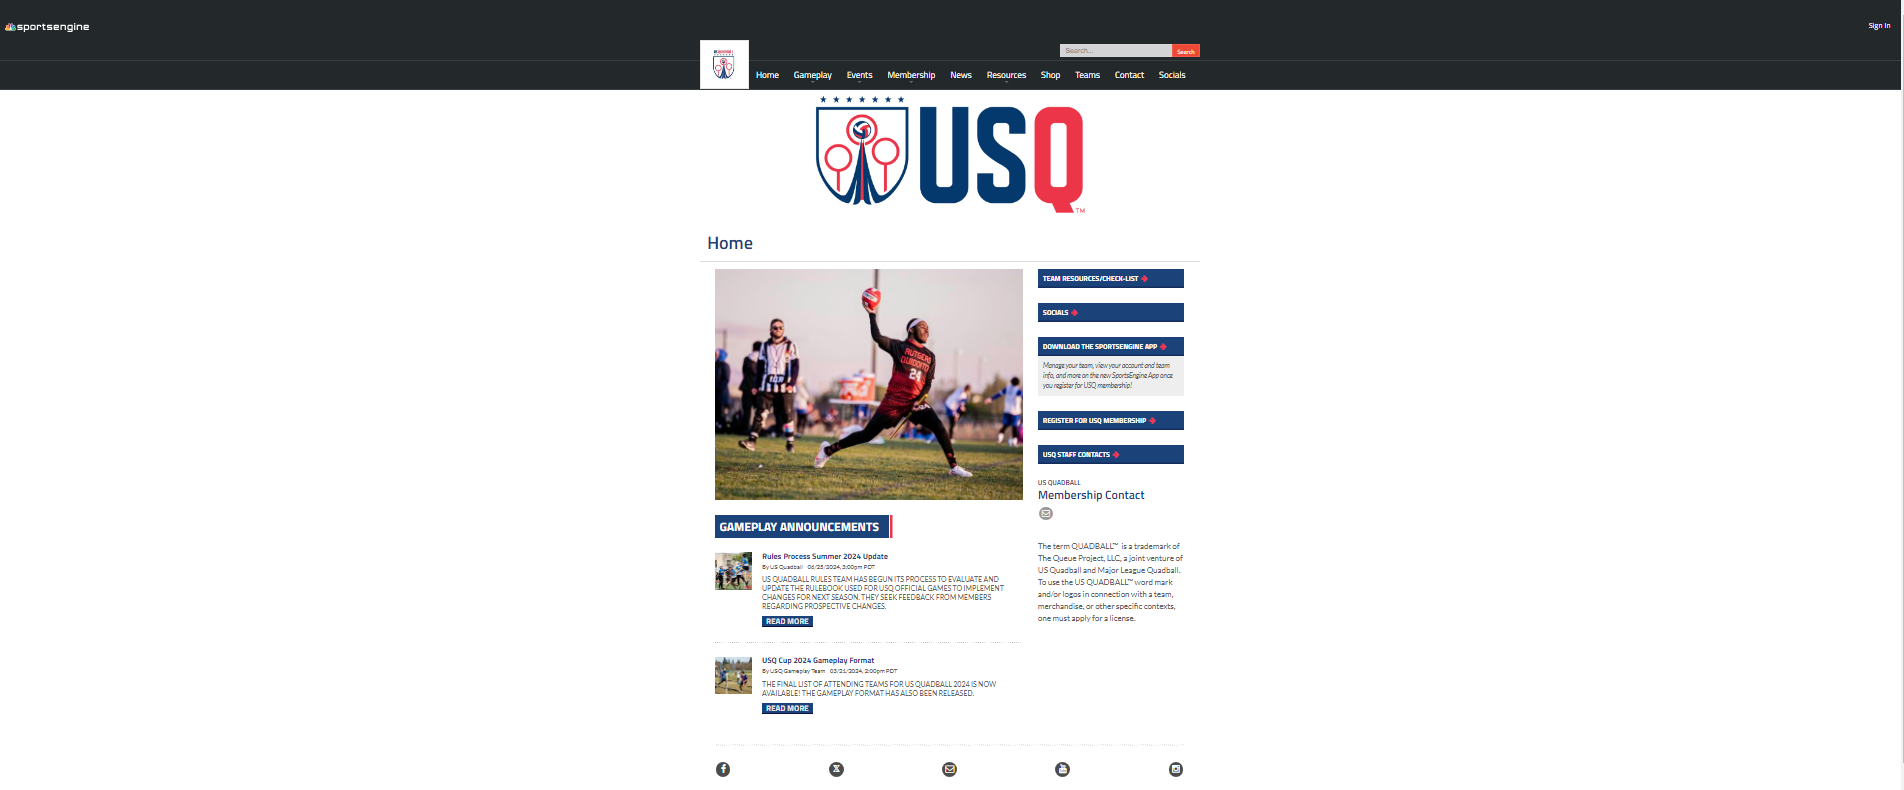 sportsengine
Sign In
Search...
Search
Home
Gameplay
Events
Membership
News
Resources
Shop
Teams
Contact
Socials
USQ
TM
Home
RUTGERS
24
TEAM RESOURCES/CHECK-LIST
SOCIALS
DOWNLOAD THE SPORTSENGINE APP
Manage your team, view your account and team
info, and more on the new SportsEngine App once
you register for USQ membership!
REGISTER FOR USQ MEMBERSHIP
USQ STAFF CONTACTS
US QUADBALL
Membership Contact
The term QUADBALL™ is a trademark of
The Queue Project, LLC, a joint venture of
US Quadball and Major League Quadball.
To use the US QUADBALL™ word mark
and/or logos in connection with a team,
merchandise, or other specific contexts,
one must apply for a license.
GAMEPLAY ANNOUNCEMENTS
Rules Process Summer 2024 Update
By US Quadball 06/25/2024, 3:00pm PDT
US QUADBALL RULES TEAM HAS BEGUN ITS PROCESS TO EVALUATE AND
UPDATE THE RULEBOOK USED FOR USQ OFFICIAL GAMES TO IMPLEMENT
CHANGES FOR NEXT SEASON. THEY SEEK FEEDBACK FROM MEMBERS
REGARDING PROSPECTIVE CHANGES.
READ MORE
USQ Cup 2024 Gameplay Format
By USQ Gameplay Team 03/21/2024, 2:00pm PDT
THE FINAL LIST OF ATTENDING TEAMS FOR US QUADBALL 2024 IS NOW
AVAILABLE! THE GAMEPLAY FORMAT HAS ALSO BEEN RELEASED.
READ MORE